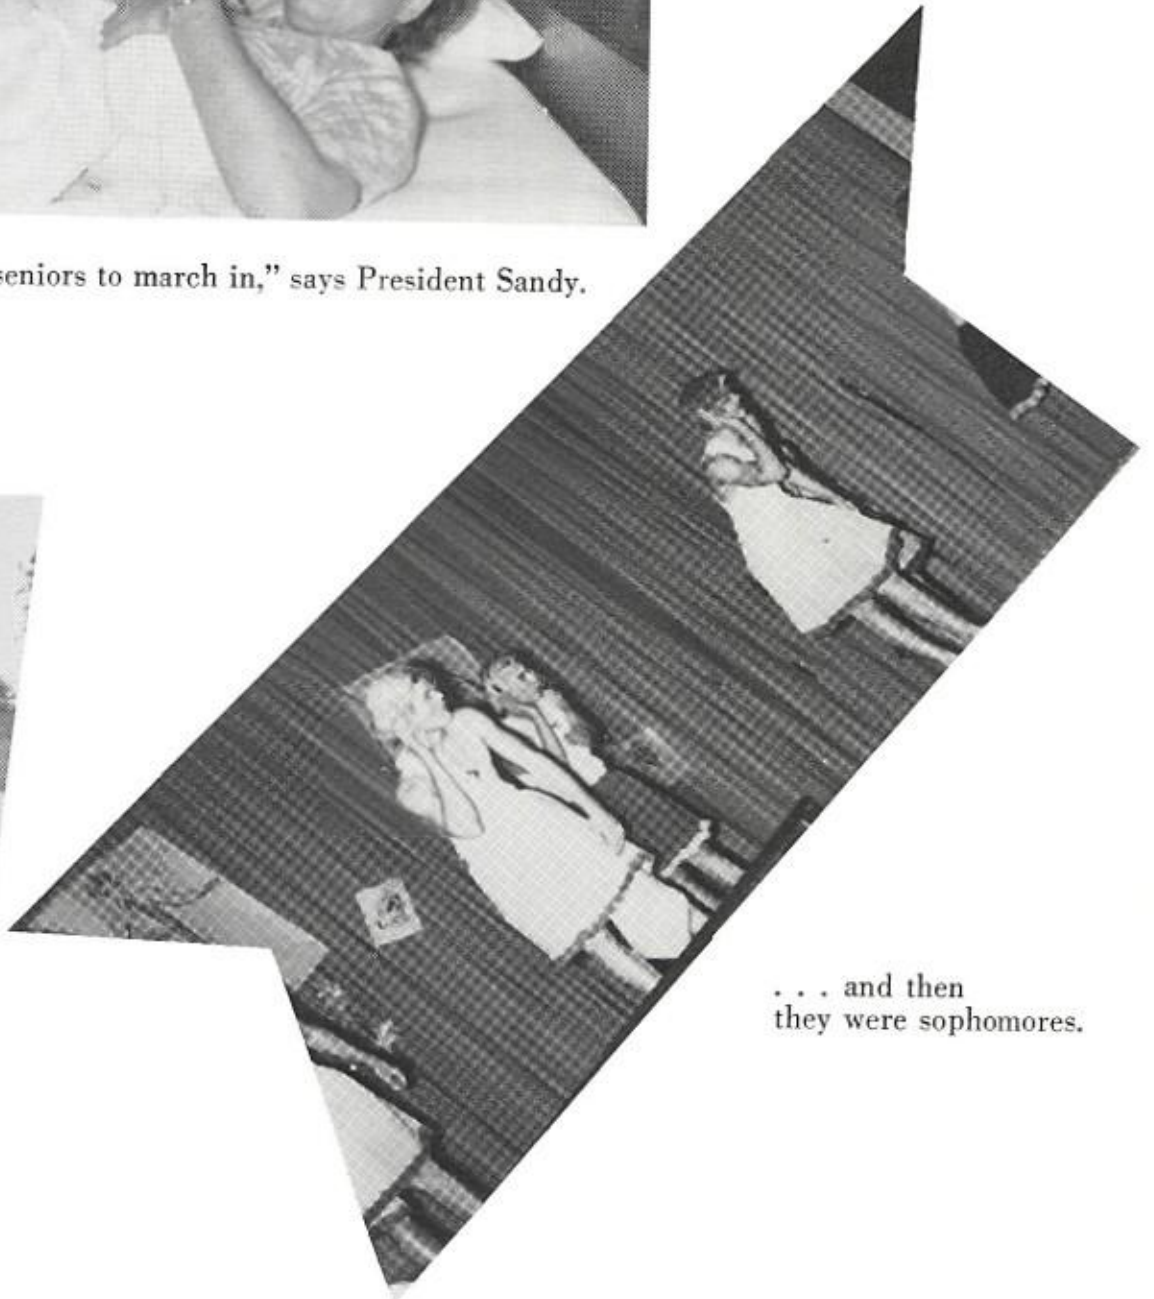 seniors to march in,” says President Sandy.
. . . and then
they were sophomores.